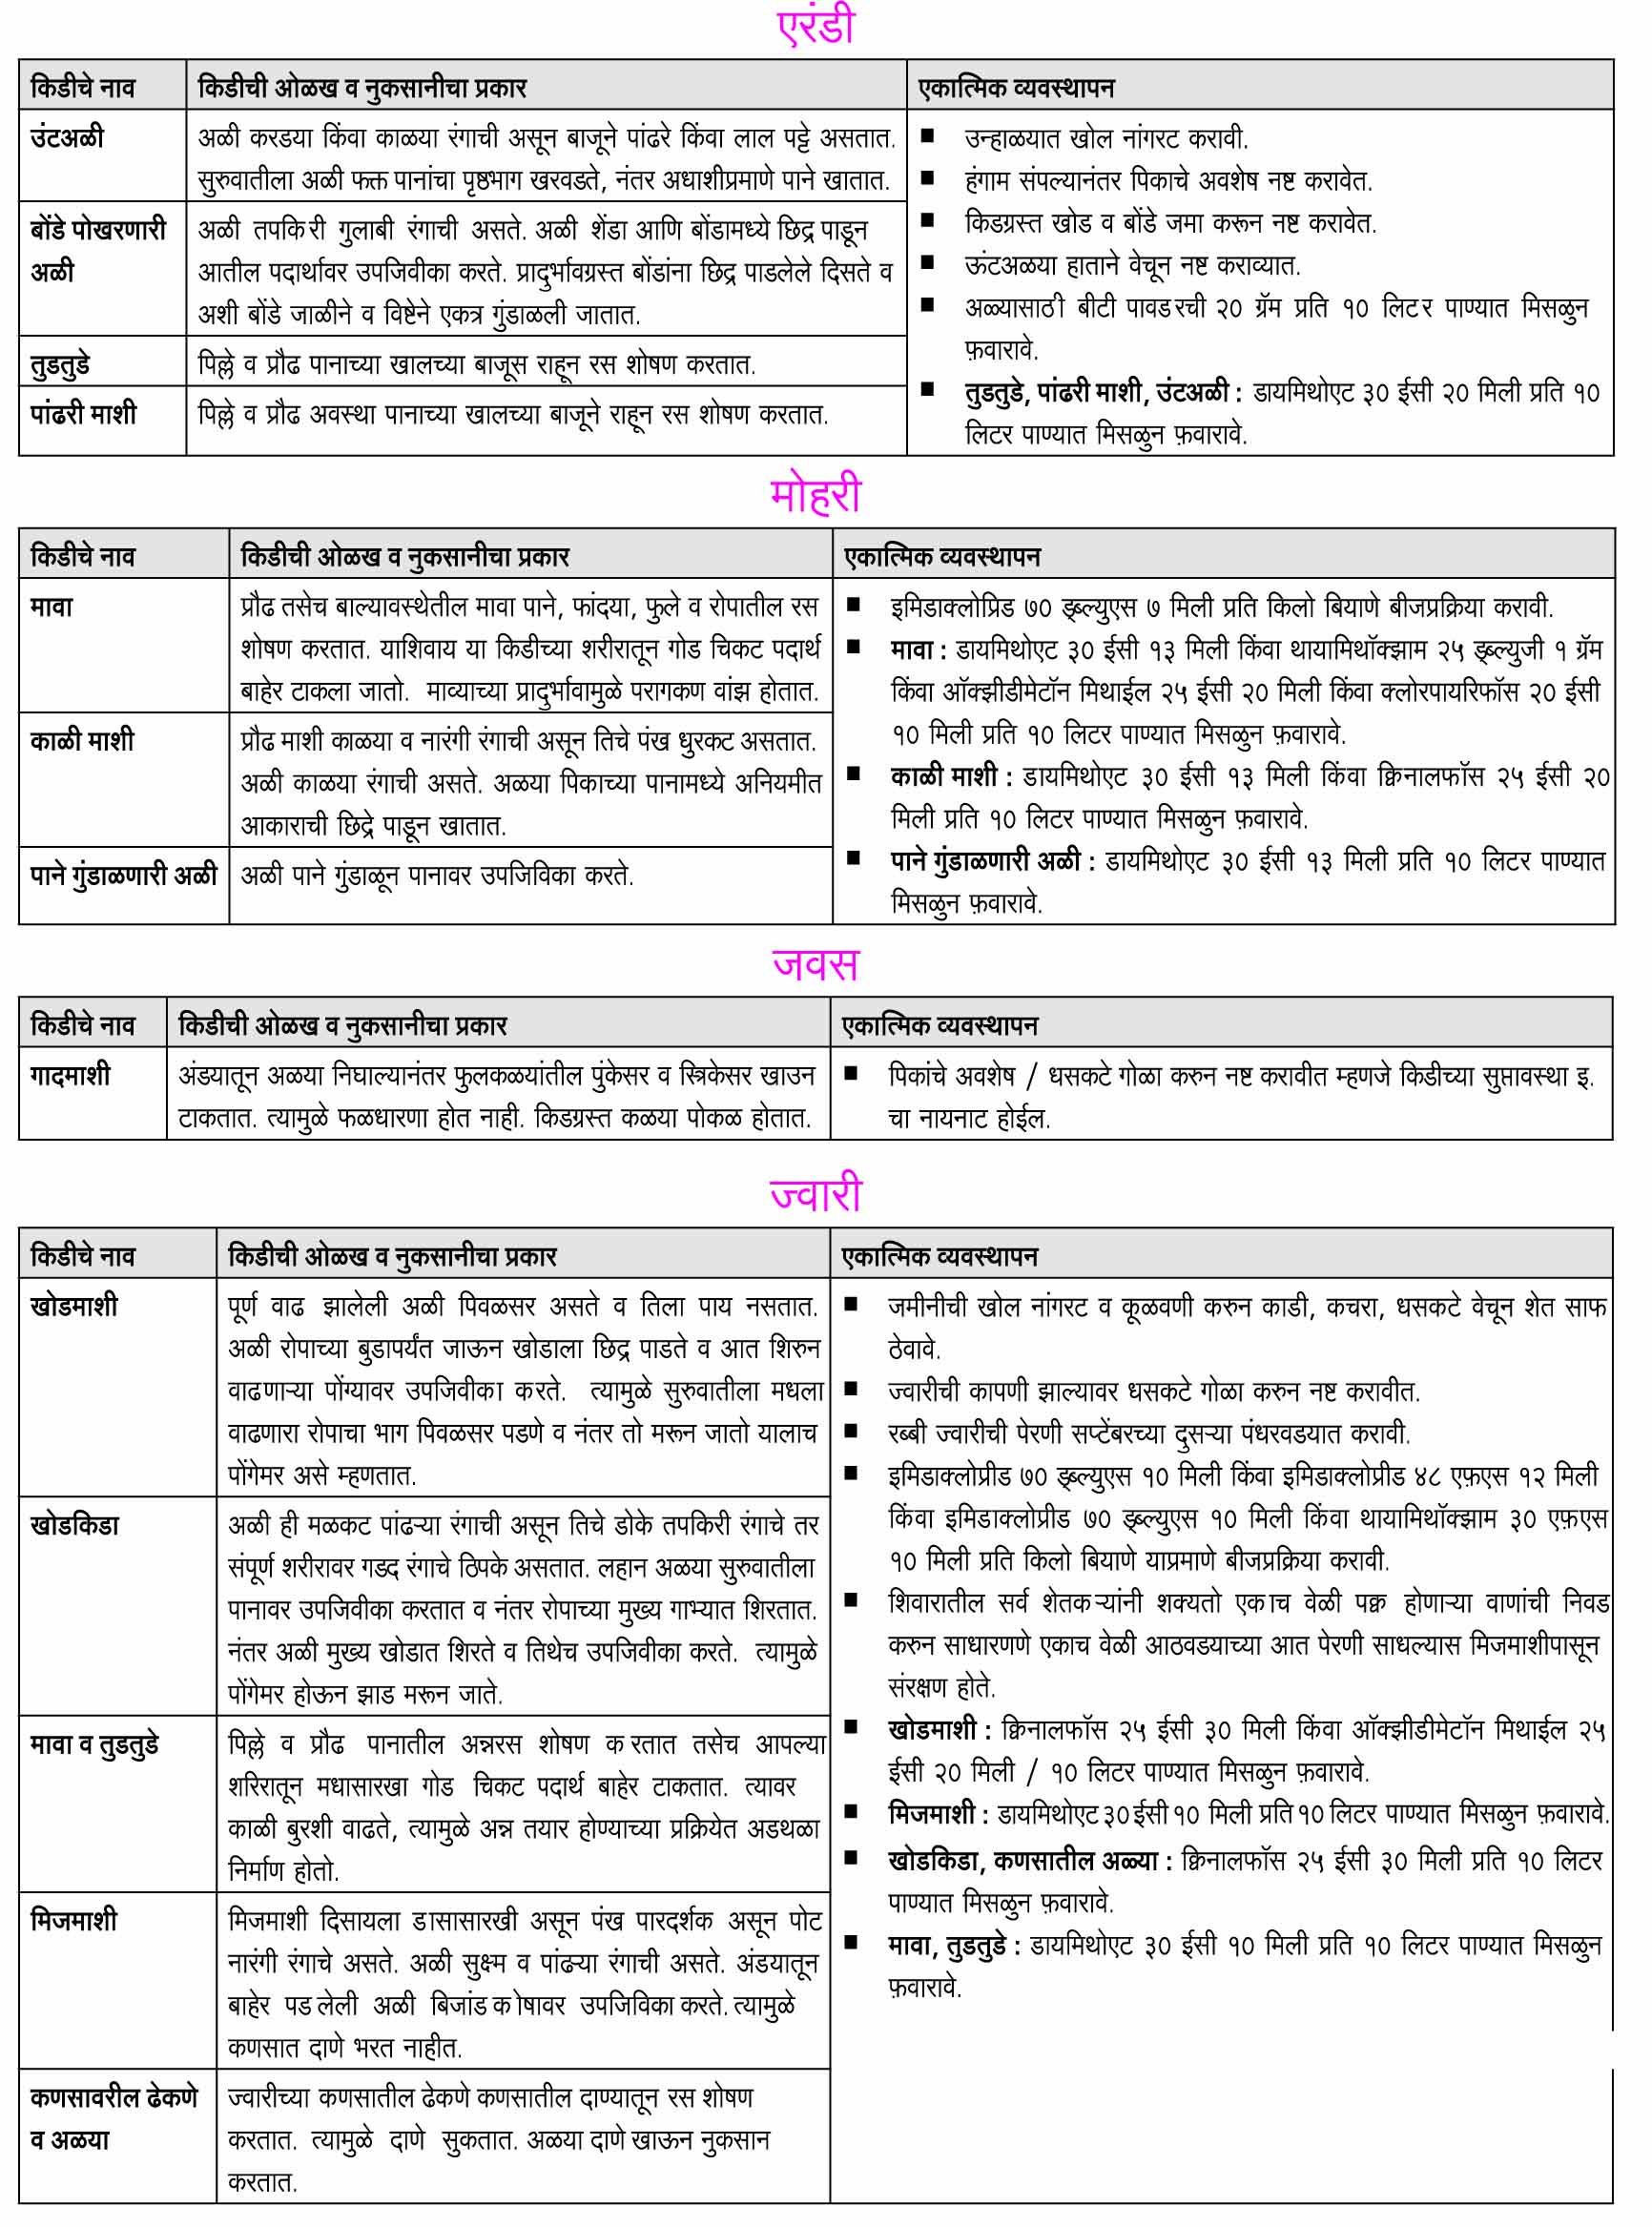 एरंडी
किडीचे नाव
किडीची ओळख व नुकसानीचा प्रकार
एकात्मिक व्यवस्थापन
उंटअळी
अळी करडया किंवा काळया रंगाची असून बाजूने पांढरे किंवा लाल पट्टे असतात.
सुरुवातीला अळी फक्त पानांचा पृष्ठभाग खरवडते, नंतर अधाशीप्रमाणे पाने खातात.
बोंडे पोखरणारी
अळी
अळी तपकिरी गुलाबी रंगाची असते. अळी शेंडा आणि बोंडामध्ये छिद्र पाडून
आतील पदार्थावर उपजिवीका करते. प्रादुर्भावग्रस्त बोंडांना छिद्र पाडलेले दिसते व
अशी बोंडे जाळीने व विष्टेने एकत्र गुंडाळली जातात.
तुडतुडे
पिल्ले व प्रौढ पानाच्या खालच्या बाजूस राहून रस शोषण करतात.
पांढरी माशी
पिल्ले व प्रौढ अवस्था पानाच्या खालच्या बाजूने राहून रस शोषण करतात.
■ उन्हाळयात खोल नांगरट करावी.
■ हंगाम संपल्यानंतर पिकाचे अवशेष नष्ट करावेत.
■ किडग्रस्त खोड व बोंडे जमा करून नष्ट करावेत.
■ ऊंटअळया हाताने वेचून नष्ट कराव्यात.
■ अळ्यासाठी बीटी पावडरची २० ग्रॅम प्रति १० लिटर पाण्यात मिसळुन
फ़वारावे.
■ तुडतुडे, पांढरी माशी, उंटअळी : डायमिथोएट ३० ईसी २० मिली प्रति १०
लिटर पाण्यात मिसळुन फ़वारावे.
मोहरी
किडीचे नाव
किडीची ओळख व नुकसानीचा प्रकार
एकात्मिक व्यवस्थापन
मावा
प्रौढ तसेच बाल्यावस्थेतील मावा पाने, फांदया, फुले व रोपातील रस
शोषण करतात. याशिवाय या किडीच्या शरीरातून गोड चिकट पदार्थ
बाहेर टाकला जातो. माव्याच्या प्रादुर्भावामुळे परागकण वांझ होतात.
काळी माशी
प्रौढ माशी काळया व नारंगी रंगाची असून तिचे पंख धुरकट असतात.
अळी काळया रंगाची असते. अळया पिकाच्या पानामध्ये अनियमीत
आकाराची छिद्रे पाडून खातात.
पाने गुंडाळणारी अळी
अळी पाने गुंडाळून पानावर उपजिविका करते.
■ इमिडाक्लोप्रिड ७० ड्ब्ल्युएस ७ मिली प्रति किलो बियाणे बीजप्रक्रिया करावी.
■ मावा : डायमिथोएट ३० ईसी १३ मिली किंवा थायामिथॉक्झाम २५ ड्ब्ल्युजी १ ग्रॅम
किंवा ऑक्झीडीमेटॉन मिथाईल २५ ईसी २० मिली किंवा क्लोरपायरिफॉस २० ईसी
१० मिली प्रति १० लिटर पाण्यात मिसळुन फ़वारावे.
■ काळी माशी : डायमिथोएट ३० ईसी १३ मिली किंवा क्विनालफॉस २५ ईसी २०
मिली प्रति १० लिटर पाण्यात मिसळुन फ़वारावे.
■ पाने गुंडाळणारी अळी : डायमिथोएट ३० ईसी १३ मिली प्रति १० लिटर पाण्यात
मिसळुन फ़वारावे.
जवस
किडीचे नाव
किडीची ओळख व नुकसानीचा प्रकार
एकात्मिक व्यवस्थापन
गादमाशी
अंडयातून अळया निघाल्यानंतर फुलकळयांतील पुंकेसर व स्त्रिकेसर खाउन
टाकतात. त्यामुळे फळधारणा होत नाही. किडग्रस्त कळया पोकळ होतात.
■ पिकांचे अवशेष / धसकटे गोळा करुन नष्ट करावीत म्हणजे किडीच्या सुप्तावस्था इ.
चा नायनाट होईल.
ज्वारी
किडीचे नाव
किडीची ओळख व नुकसानीचा प्रकार
एकात्मिक व्यवस्थापन
खोडमाशी
पूर्ण वाढ झालेली अळी पिवळसर असते व तिला पाय नसतात.
अळी रोपाच्या बुडापर्यंत जाऊन खोडाला छिद्र पाडते व आत शिरुन
वाढणाऱ्या पोंग्यावर उपजिवीका करते. त्यामुळे सुरुवातीला मधला
वाढणारा रोपाचा भाग पिवळसर पडणे व नंतर तो मरून जातो यालाच
पोंगेमर असे म्हणतात.
खोडकिडा
अळी ही मळकट पांढऱ्या रंगाची असून तिचे डोके तपकिरी रंगाचे तर
संपूर्ण शरीरावर गडद रंगाचे ठिपके असतात. लहान अळया सुरुवातीला
पानावर उपजिवीका करतात व नंतर रोपाच्या मुख्य गाभ्यात शिरतात.
नंतर अळी मुख्य खोडात शिरते व तिथेच उपजिवीका करते. त्यामुळे
पोंगेमर होऊन झाड मरून जाते.
मावा व तुडतुडे
पिल्ले व प्रौढ पानातील अन्नरस शोषण करतात तसेच आपल्या
शरिरातून मधासारखा गोड चिकट पदार्थ बाहेर टाकतात. त्यावर
काळी बुरशी वाढते, त्यामुळे अन्न तयार होण्याच्या प्रक्रियेत अडथळा
निर्माण होतो.
मिजमाशी
मिजमाशी दिसायला डासासारखी असून पंख पारदर्शक असून पोट
नारंगी रंगाचे असते. अळी सुक्ष्म व पांढऱ्या रंगाची असते. अंडयातून
बाहेर पडलेली अळी बिजांडकोषावर उपजिविका करते. त्यामुळे
कणसात दाणे भरत नाहीत.
कणसावरील ढेकणे
व अळया
ज्वारीच्या कणसातील ढेकणे कणसातील दाण्यातून रस शोषण
करतात. त्यामुळे दाणे सुकतात. अळया दाणे खाऊन नुकसान
करतात.
■ जमीनीची खोल नांगरट व कूळवणी करुन काडी, कचरा, धसकटे वेचून शेत साफ
ठेवावे.
■ ज्वारीची कापणी झाल्यावर धसकटे गोळा करुन नष्ट करावीत.
■ रब्बी ज्वारीची पेरणी सप्टेंबरच्या दुसऱ्या पंधरवडयात करावी.
■ इमिडाक्लोप्रीड ७० ड्ब्ल्युएस १० मिली किंवा इमिडाक्लोप्रीड ४८ एफ़एस १२ मिली
किंवा इमिडाक्लोप्रीड ७० ड्ब्ल्युएस १० मिली किंवा थायामिथॉक्झाम ३० एफ़एस
१० मिली प्रति किलो बियाणे याप्रमाणे बीजप्रक्रिया करावी.
■ शिवारातील सर्व शेतकऱ्यांनी शक्यतो एकाच वेळी पक्व होणाऱ्या वाणांची निवड
करुन साधारणणे एकाच वेळी आठवडयाच्या आत पेरणी साधल्यास मिजमाशीपासून
संरक्षण होते.
■ खोडमाशी : क्विनालफॉस २५ ईसी ३० मिली किंवा ऑक्झीडीमेटॉन मिथाईल २५
ईसी २० मिली / १० लिटर पाण्यात मिसळुन फ़वारावे.
■ मिजमाशी : डायमिथोएट ३० ईसी १० मिली प्रति १० लिटर पाण्यात मिसळुन फ़वारावे.
■ खोडकिडा, कणसातील अळ्या : क्विनालफॉस २५ ईसी ३० मिली प्रति १० लिटर
पाण्यात मिसळुन फ़वारावे.
■ मावा, तुडतुडे : डायमिथोएट ३० ईसी १० मिली प्रति १० लिटर पाण्यात मिसळुन
फ़वारावे.